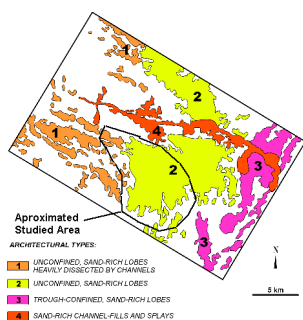 1
2
1
4
2
3
3
Aproximated
Studied Area
N
5 km
ARCHITECTURAL TYPES:
1 UNCONFINED, SAND-RICH LOBES
HEAVILY DISSECTED BY CHANNELS
2 UNCONFINED, SAND-RICH LOBES
3 TROUGH-CONFINED, SAND-RICH LOBES
4 SAND-RICH CHANNEL-FILLS AND SPLAYS